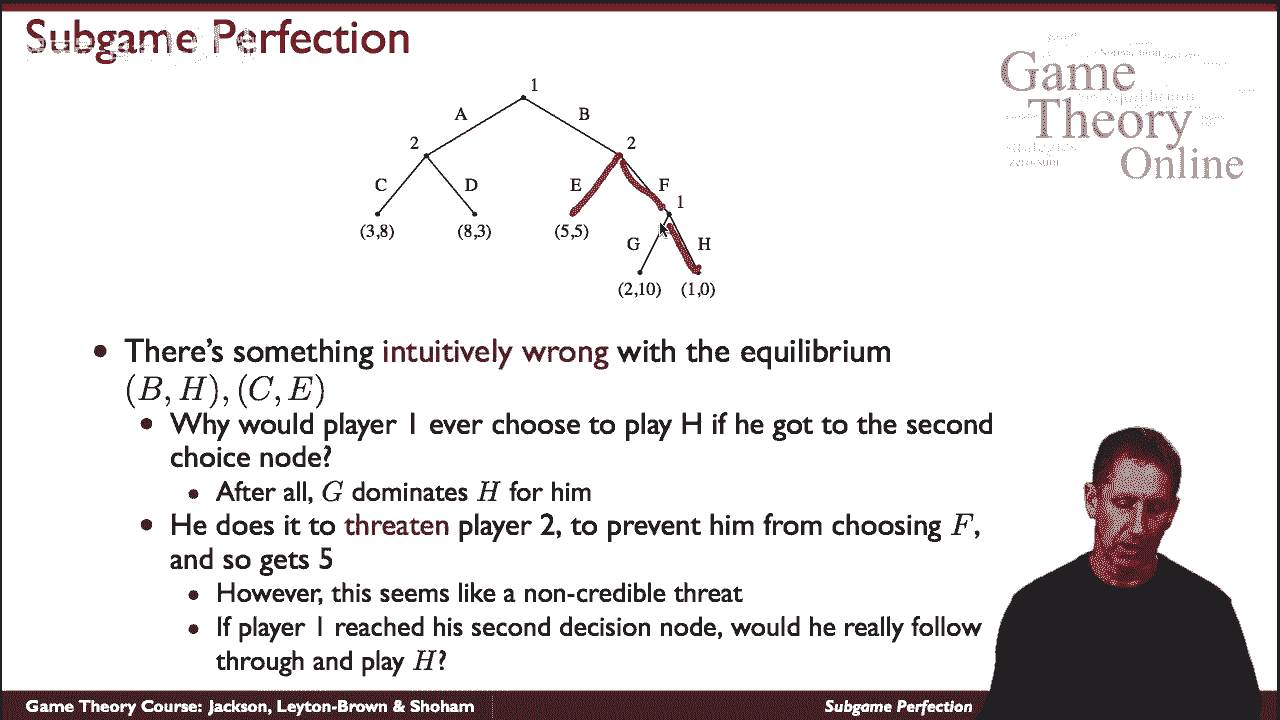 Subgame Perfection
Game
Theory
Online
1
A
B
2
2
C
D
E
F
1
(3,8)
(8,3)
(5,5)
G
H
(2,10)
(1,0)
• There's something intuitively wrong with the equilibrium
(B, H), (C, E)
• Why would player 1 ever choose to play H if he got to the second
choice node?
• After all, G dominates H for him
• He does it to threaten player 2, to prevent him from choosing F,
and so gets 5
• However, this seems like a non-credible threat
• If player 1 reached his second decision node, would he really follow
through and play H?
Game Theory Course: Jackson, Leyton-Brown & Shoham
Subgame Perfection